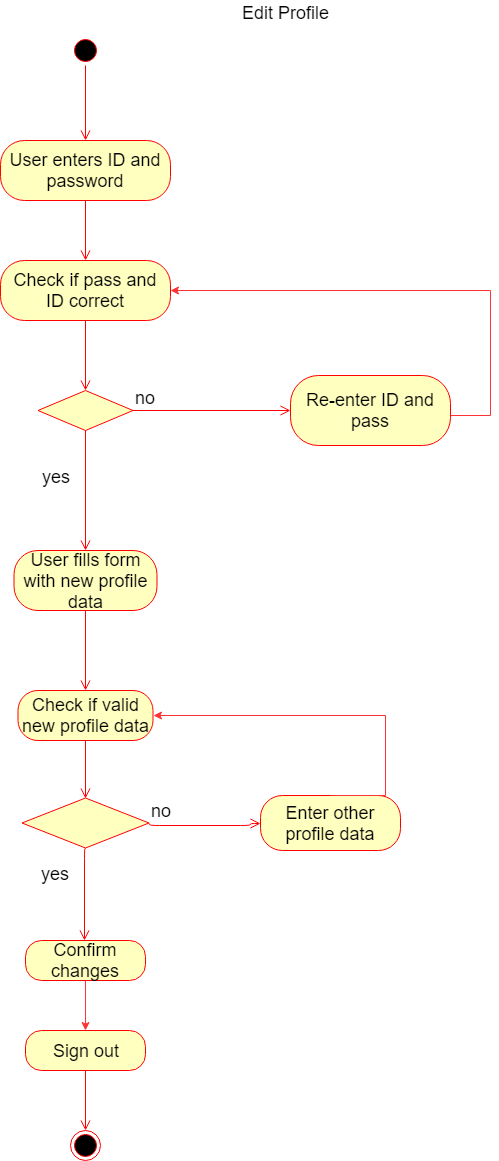 Edit Profile
User enters ID and
password
Check if pass and
ID correct
no
Re-enter ID and
pass
yes
User fills form
with new profile
data
Check if valid
new profile data
no
Enter other
profile data
yes
Confirm
changes
Sign out